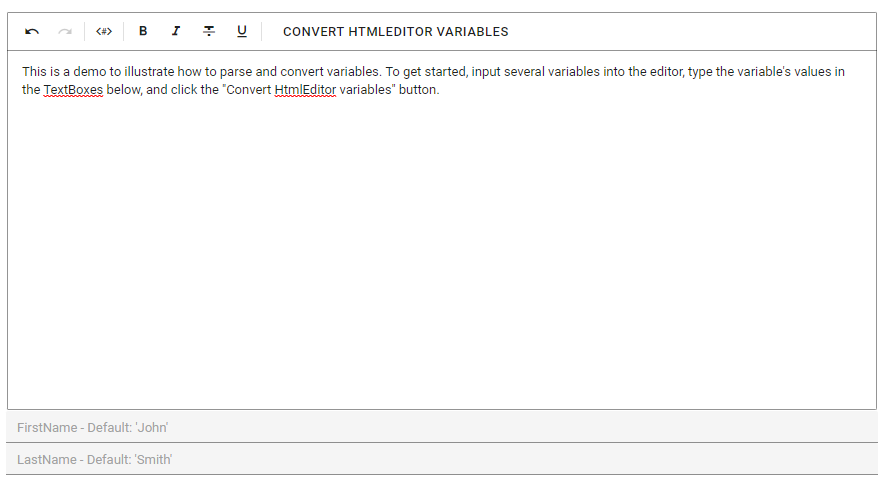 <#> B I T U CONVERT HTMLEDITOR VARIABLES
This is a demo to illustrate how to parse and convert variables. To get started, input several variables into the editor, type the variable's values in
the TextBoxes below, and click the "Convert HtmlEditor variables" button.
FirstName - Default: 'John'
LastName - Default: 'Smith'